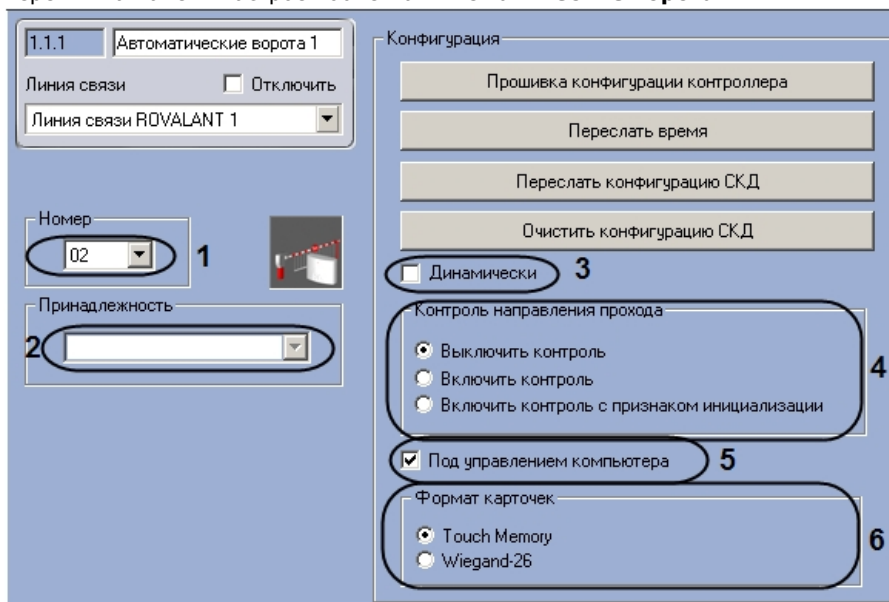 1.1.1 Автоматические ворота 1
Линия связи Отключить
Линия связи ROVALANT 1
Номер
02
1
Принадлежность
2
Конфигурация
Прошивка конфигурации контроллера
Переслать время
Переслать конфигурацию СКД
Очистить конфигурацию СКД
Динамически 3
Контроль направления прохода
Выключить контроль
Включить контроль
Включить контроль с признаком инициализации
4
Под управлением компьютера 5
Формат карточек
Touch Memory
Wiegand-26
6